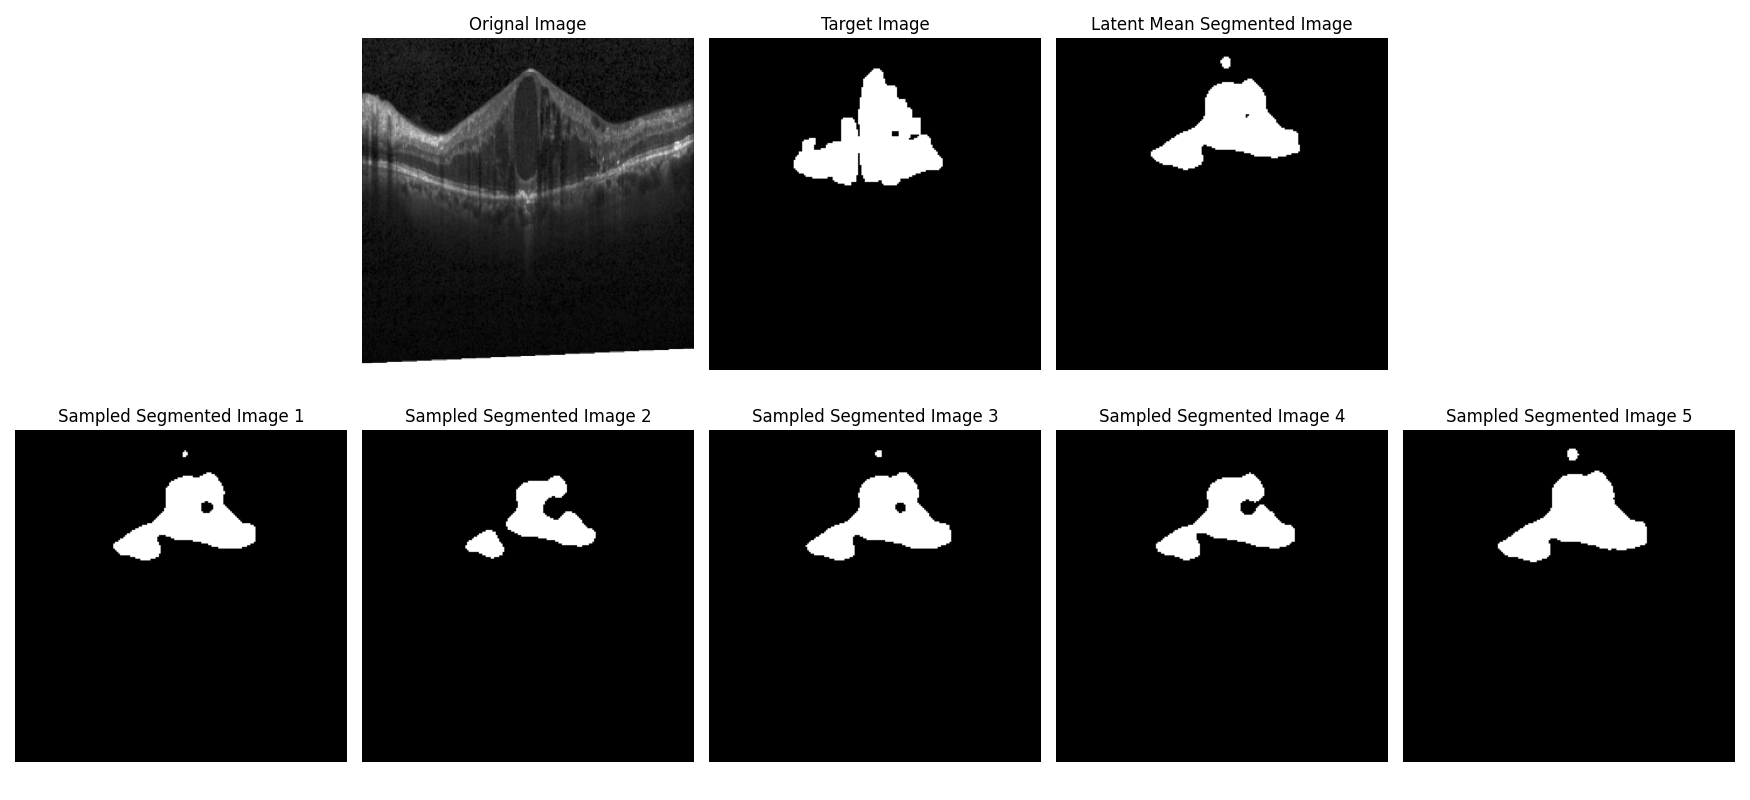 Orignal Image
Target Image
Latent Mean Segmented Image
Sampled Segmented Image 1
Sampled Segmented Image 2
Sampled Segmented Image 3
Sampled Segmented Image 4
Sampled Segmented Image 5